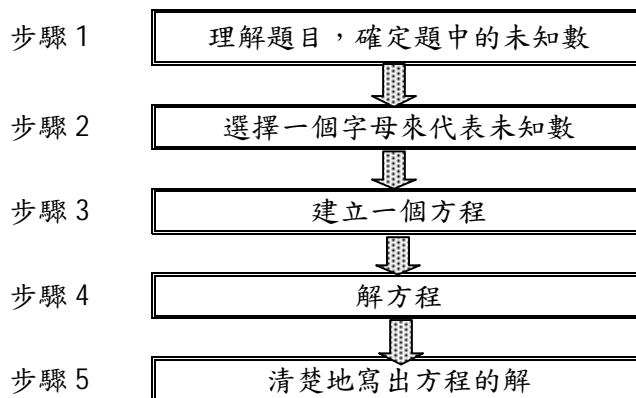 步驟 1 理解題目，確定題中的未知數
步驟 2 選擇一個字母來代表未知數
步驟 3 建立一個方程
步驟 4 解方程
步驟 5 清楚地寫出方程的解